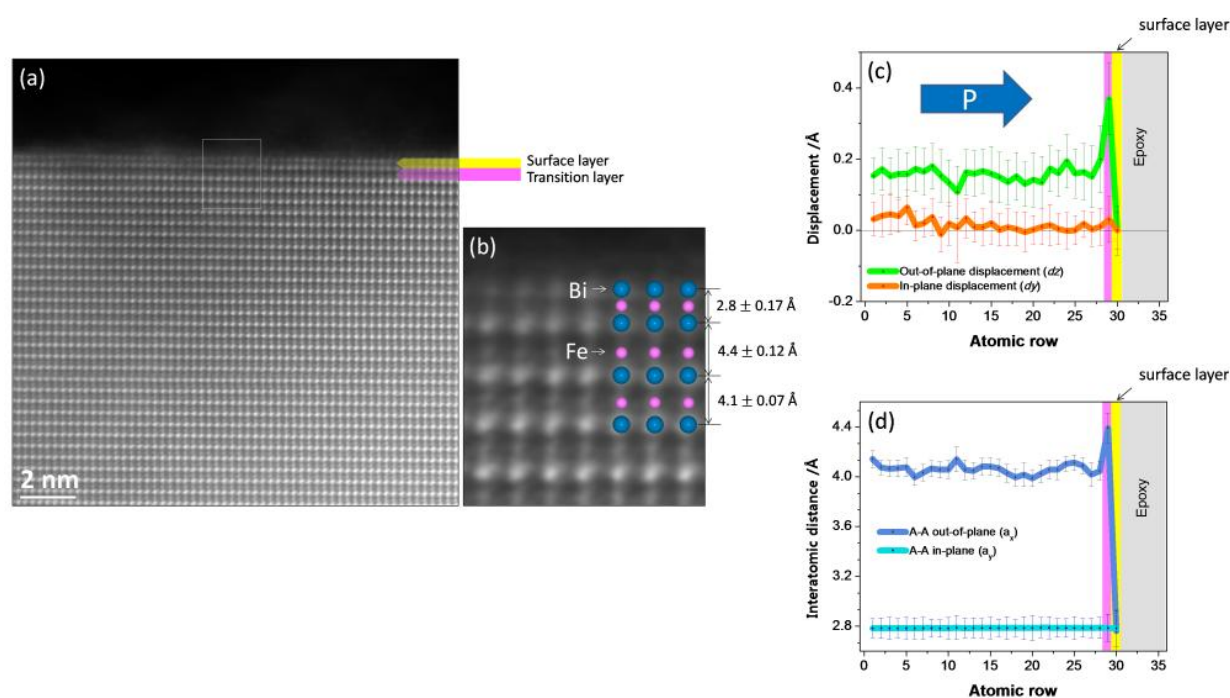 (a)
Surface layer
Transition layer
2 nm
(b)
Bi
Fe
2.8 ± 0.17 Å
4.4 ± 0.12 Å
4.1 ± 0.07 Å
surface layer
(c)
P
Epoxy
Displacement /Å
0.4
0.2
0.0
-0.2
Out-of-plane displacement (dz)
In-plane displacement (dy)
0 5 10 15 20 25 30 35
Atomic row
surface layer
(d)
Epoxy
Interatomic distance /Å
4.4
4.0
3.6
3.2
2.8
A-A out-of-plane (aₓ)
A-A in-plane (a_y)
0 5 10 15 20 25 30 35
Atomic row